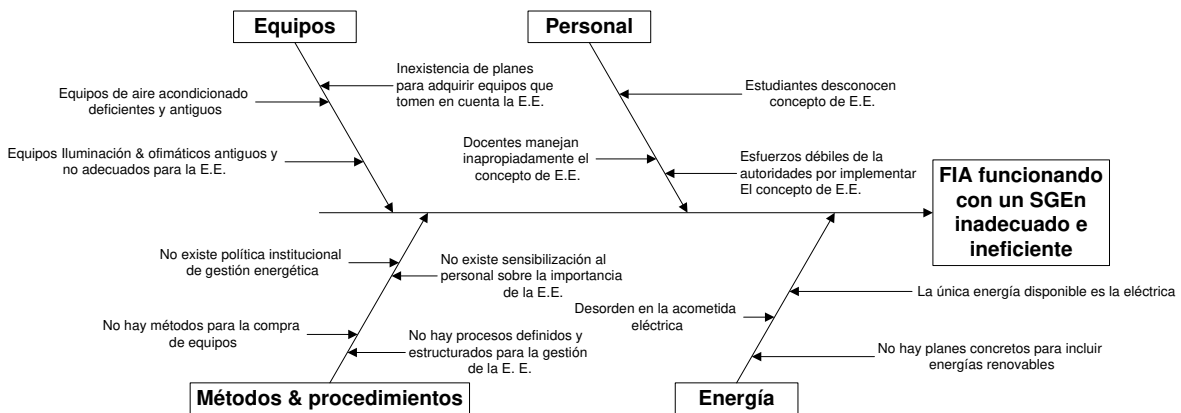 Equipos
Personal
Inexistencia de planes
para adquirir equipos que
tomen en cuenta la E.E.
Equipos de aire acondicionado
deficientes y antiguos
Equipos Iluminación & ofimáticos antiguos y
no adecuados para la E.E.
Estudiantes desconocen
concepto de E.E.
Docentes manejan
inapropiadamente el
concepto de E.E.
Esfuerzos débiles de la
autoridades por implementar
El concepto de E.E.
FIA funcionando
con un SGEn
inadecuado e
ineficiente
No existe política institucional
de gestión energética
No existe sensibilización al
personal sobre la importancia
de la E.E.
No hay métodos para la compra
de equipos
No hay procesos definidos y
estructurados para la gestión
de la E. E.
La única energía disponible es la eléctrica
Desorden en la acometida
eléctrica
No hay planes concretos para incluir
energías renovables
Métodos & procedimientos
Energía